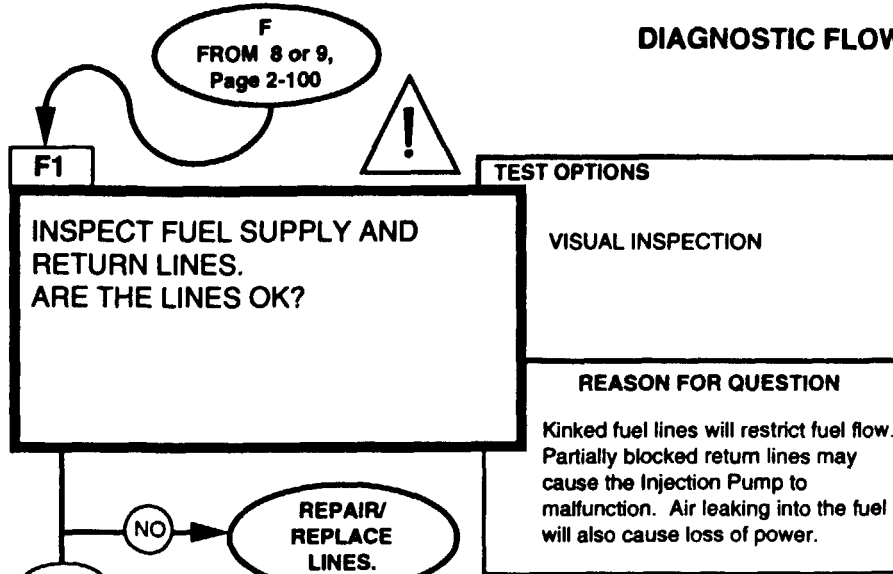 F
FROM 8 or 9,
Page 2-100
DIAGNOSTIC FLOW
F1
!
TEST OPTIONS
INSPECT FUEL SUPPLY AND
RETURN LINES.
ARE THE LINES OK?
VISUAL INSPECTION
REASON FOR QUESTION
Kinked fuel lines will restrict fuel flow.
Partially blocked return lines may
cause the Injection Pump to
malfunction. Air leaking into the fuel
will also cause loss of power.
NO
REPAIR/
REPLACE
LINES.